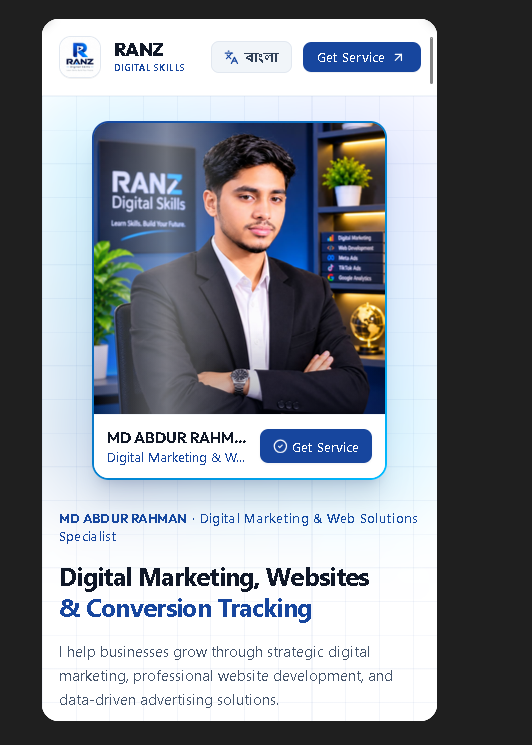 RANZ
RANZ
DIGITAL SKILLS
বাংলা
Get Service
RANZ
Digital Skills
Learn Skills. Build Your Future.
Digital Marketing
Web Development
Meta Ads
TikTok Ads
Google Analytics
MD ABDUR RAHM...
Digital Marketing & W...
Get Service
MD ABDUR RAHMAN · Digital Marketing & Web Solutions
Specialist
Digital Marketing, Websites
& Conversion Tracking
I help businesses grow through strategic digital
marketing, professional website development, and
data-driven advertising solutions.